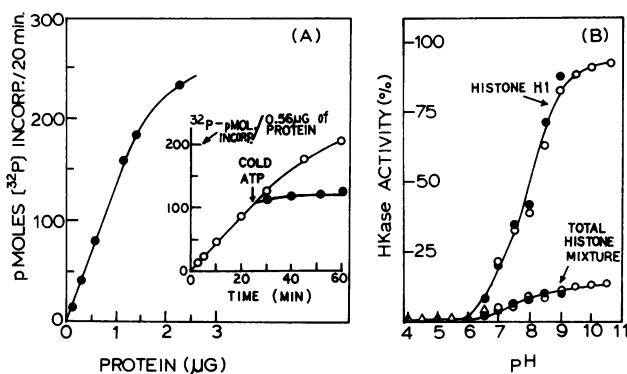 (A)
pMOLES [³²P] INCORP./20 min.
300
200
100
0
0
1
2
3
PROTEIN (μG)
³²P-pMOL. INCORP. / 0.56μG of PROTEIN
200
100
0
COLD ATP
0
20
40
60
TIME (MIN)
(B)
HKase ACTIVITY (%)
100
75
50
25
HISTONE H1
TOTAL HISTONE MIXTURE
4
5
6
7
8
9
10
11
PH